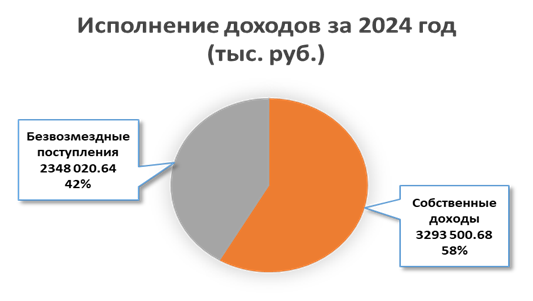 Исполнение доходов за 2024 год
(тыс. руб.)
Безвозмездные
поступления
2348 020.64
42%
Собственные
доходы
3293 500.68
58%